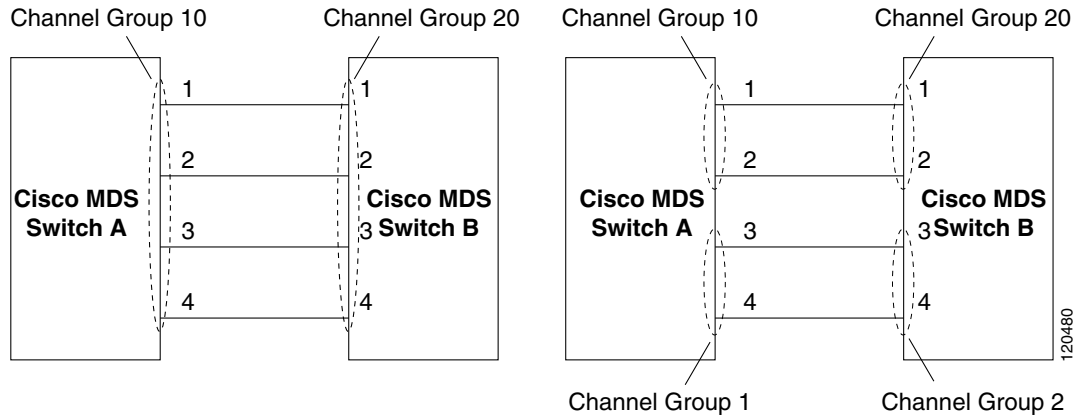 Channel Group 10
Channel Group 20
1
1
2
2
Cisco MDS
Switch A
Cisco MDS
Switch B
3
3
4
4
Channel Group 10
Channel Group 20
1
1
2
2
Cisco MDS
Switch A
Cisco MDS
Switch B
3
3
4
4
Channel Group 1
Channel Group 2
120480